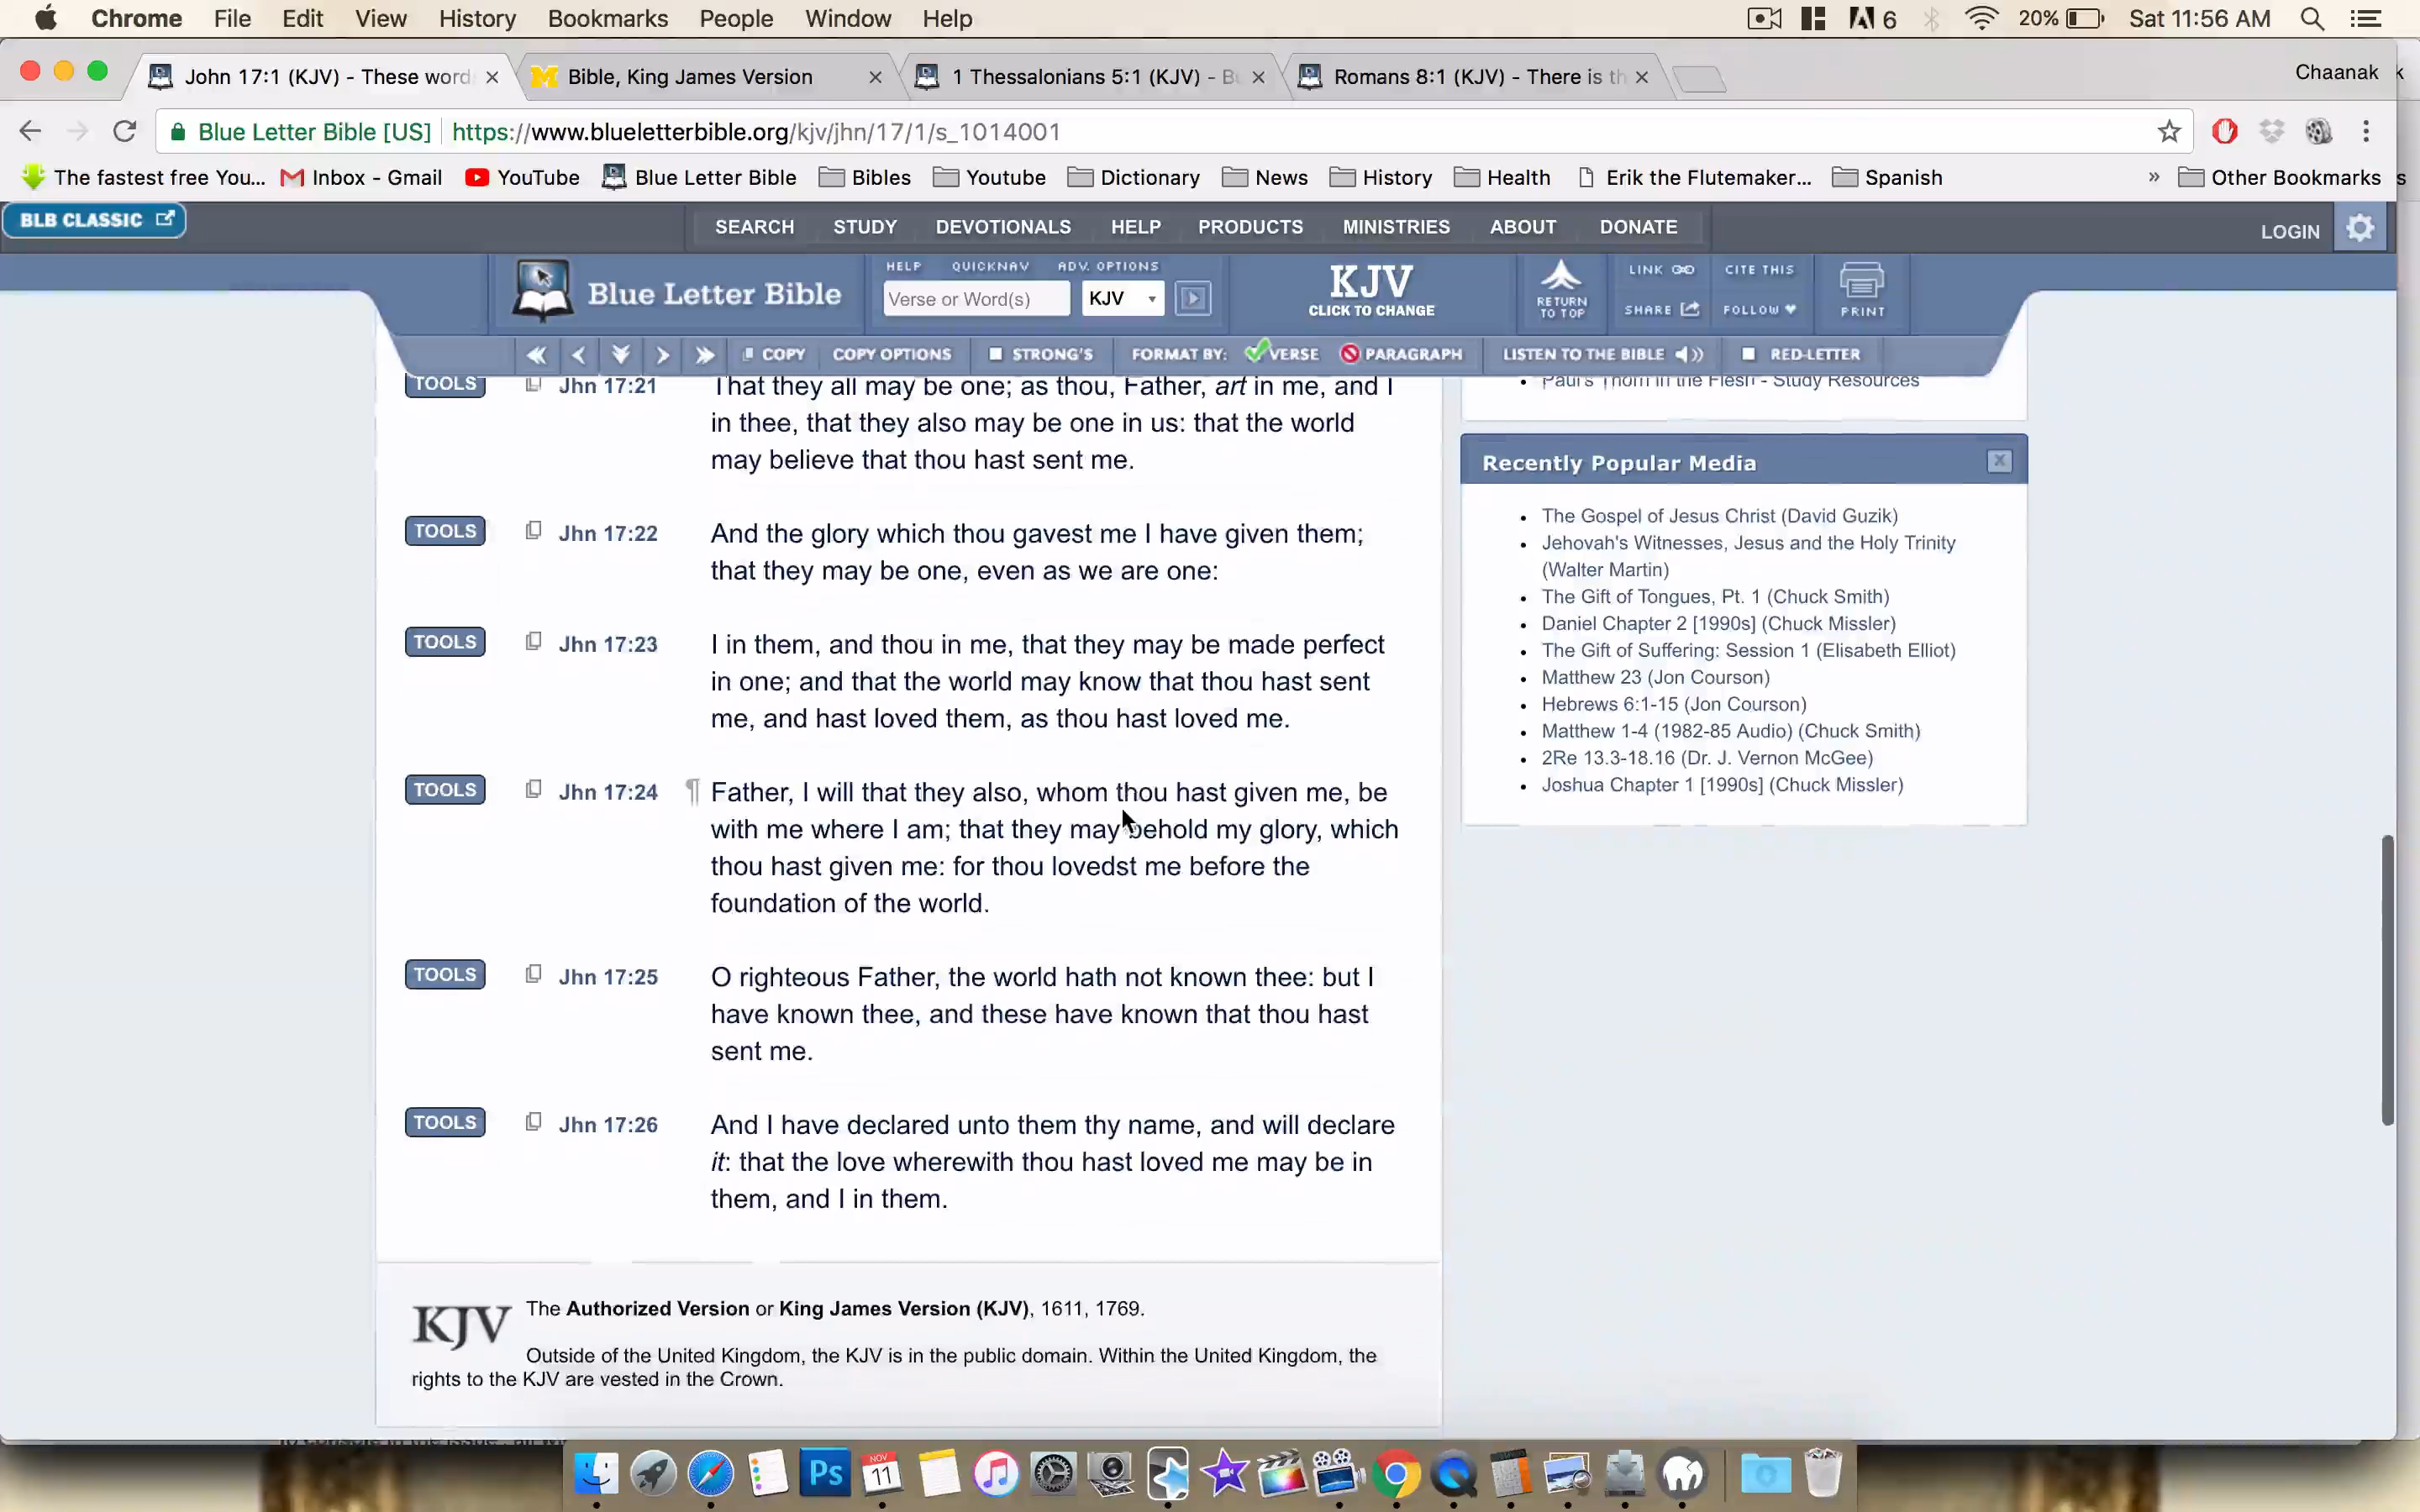 Chrome File Edit View History Bookmarks People Window Help 6 20% Sat 11:56 AM
John 17:1 (KJV) - These word Bible, King James Version 1 Thessalonians 5:1 (KJV) - Romans 8:1 (KJV) - There is Chaanak
Blue Letter Bible [US] https://www.blueletterbible.org/kjv/jhn/17/1/s_1014001
The fastest free You... Inbox - Gmail YouTube Blue Letter Bible Bibles Youtube Dictionary News History Health Erik the Flutemaker... Spanish » Other Bookmarks
BLB CLASSIC SEARCH STUDY DEVOTIONALS HELP PRODUCTS MINISTRIES ABOUT DONATE LOGIN
HELP QUICKNAV ADV. OPTIONS
Blue Letter Bible Verse or Word(s) KJV
KJV
CLICK TO CHANGE
RETURN
TO TOP
LINK CITE THIS
SHARE FOLLOW
PRINT
COPY COPY OPTIONS STRONG'S FORMAT BY: VERSE PARAGRAPH LISTEN TO THE BIBLE RED-LETTER
TOOLS Jhn 17:21 That they all may be one; as thou, Father, art in me, and I
in thee, that they also may be one in us: that the world
may believe that thou hast sent me.
TOOLS Jhn 17:22 And the glory which thou gavest me I have given them;
that they may be one, even as we are one:
TOOLS Jhn 17:23 I in them, and thou in me, that they may be made perfect
in one; and that the world may know that thou hast sent
me, and hast loved them, as thou hast loved me.
TOOLS Jhn 17:24 ¶ Father, I will that they also, whom thou hast given me, be
with me where I am; that they may behold my glory, which
thou hast given me: for thou lovedst me before the
foundation of the world.
TOOLS Jhn 17:25 O righteous Father, the world hath not known thee: but I
have known thee, and these have known that thou hast
sent me.
TOOLS Jhn 17:26 And I have declared unto them thy name, and will declare
it: that the love wherewith thou hast loved me may be in
them, and I in them.
Paul's Thorn in the Flesh - Study Resources
Recently Popular Media
• The Gospel of Jesus Christ (David Guzik)
• Jehovah's Witnesses, Jesus and the Holy Trinity
(Walter Martin)
• The Gift of Tongues, Pt. 1 (Chuck Smith)
• Daniel Chapter 2 [1990s] (Chuck Missler)
• The Gift of Suffering: Session 1 (Elisabeth Elliot)
• Matthew 23 (Jon Courson)
• Hebrews 6:1-15 (Jon Courson)
• Matthew 1-4 (1982-85 Audio) (Chuck Smith)
• 2Re 13.3-18.16 (Dr. J. Vernon McGee)
• Joshua Chapter 1 [1990s] (Chuck Missler)
KJV The Authorized Version or King James Version (KJV), 1611, 1769.
Outside of the United Kingdom, the KJV is in the public domain. Within the United Kingdom, the
rights to the KJV are vested in the Crown.
Ps NOV
11